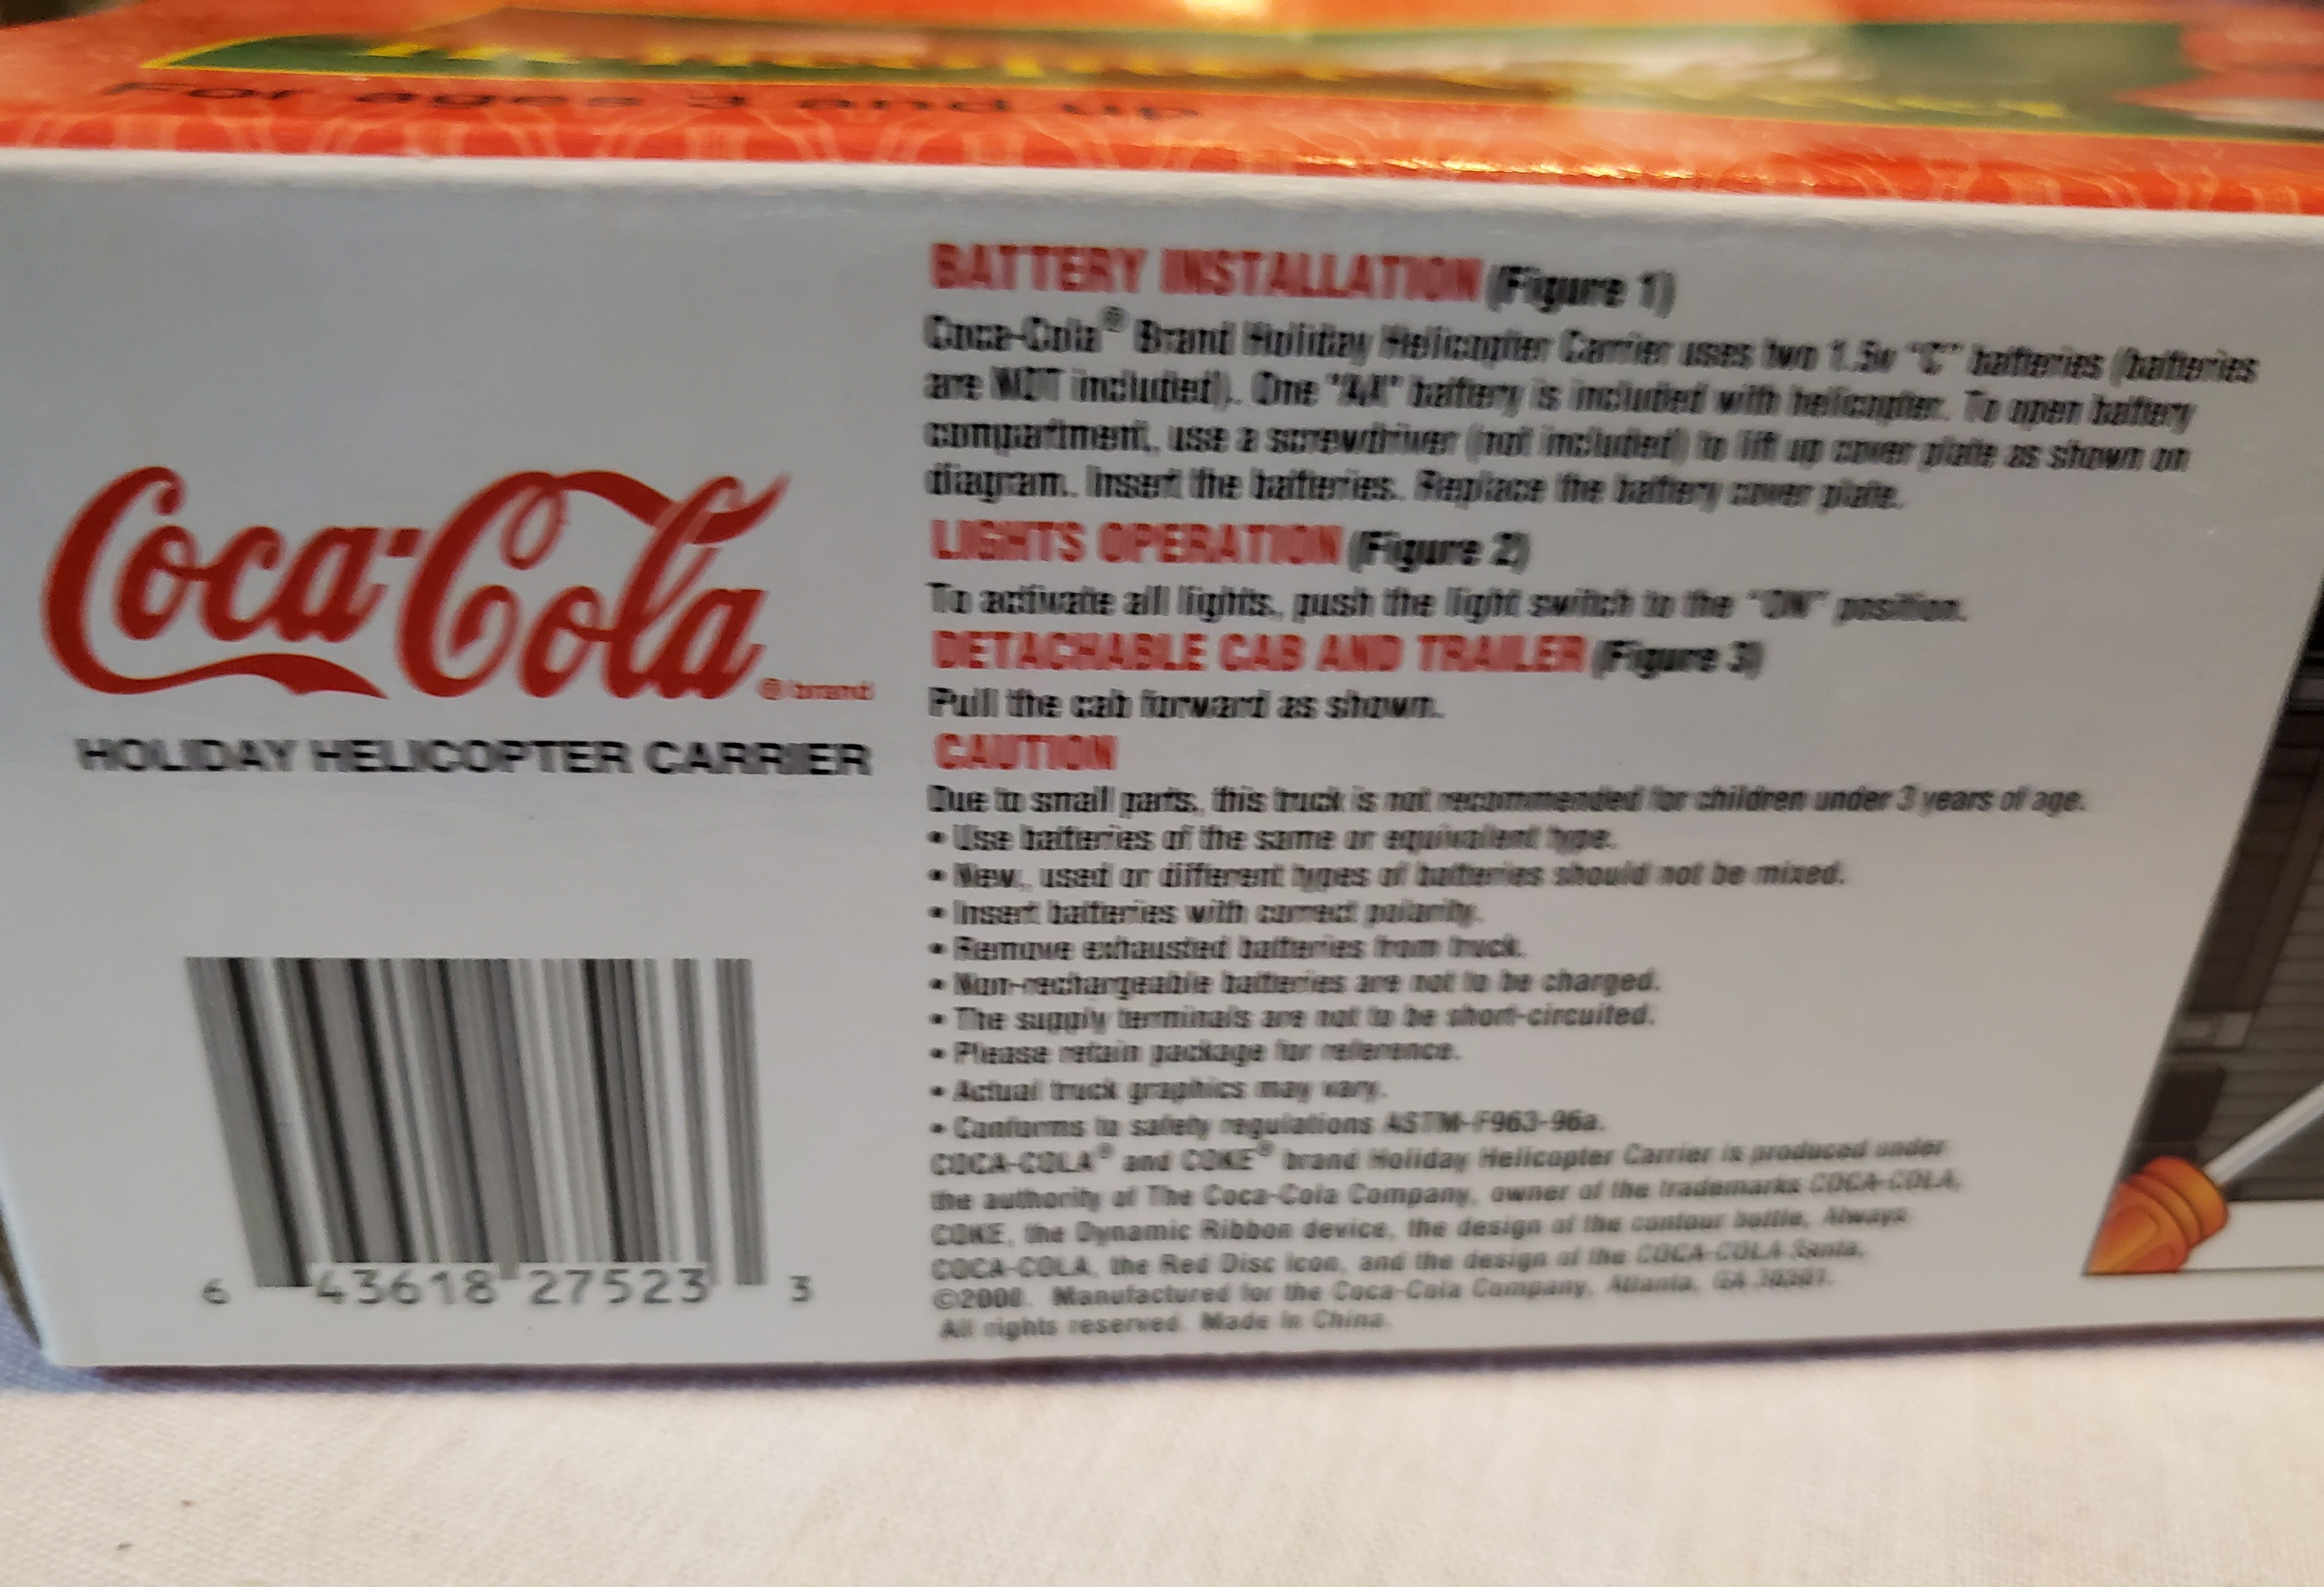 For ages 3 and up
Coca-Cola
® brand
HOLIDAY HELICOPTER CARRIER
6 43618 27523 3
BATTERY INSTALLATION (Figure 1)
Coca-Cola® Brand Holiday Helicopter Carrier uses two 1.5v "C" batteries (batteries
are NOT included). One "AA" battery is included with helicopter. To open battery
compartment, use a screwdriver (not included) to lift up cover plate as shown on
diagram. Insert the batteries. Replace the battery cover plate.
LIGHTS OPERATION (Figure 2)
To activate all lights, push the light switch to the "ON" position.
DETACHABLE CAB AND TRAILER (Figure 3)
Pull the cab forward as shown.
CAUTION
Due to small parts, this truck is not recommended for children under 3 years of age.
• Use batteries of the same or equivalent type.
• New, used or different types of batteries should not be mixed.
• Insert batteries with correct polarity.
• Remove exhausted batteries from truck.
• Non-rechargeable batteries are not to be charged.
• The supply terminals are not to be short-circuited.
• Please retain package for reference.
• Actual truck graphics may vary.
• Conforms to safety regulations ASTM-F963-96a.
COCA-COLA® and COKE® brand Holiday Helicopter Carrier is produced under
the authority of The Coca-Cola Company, owner of the trademarks COCA-COLA,
COKE, the Dynamic Ribbon device, the design of the contour bottle, Always
COCA-COLA, the Red Disc Icon, and the design of the COCA-COLA Santa.
©2000. Manufactured for the Coca-Cola Company, Atlanta, GA 30301.
All rights reserved. Made in China.